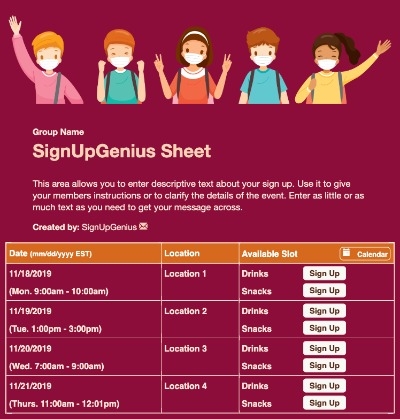 Group Name
SignUpGenius Sheet
This area allows you to enter descriptive text about your sign up. Use it to give
your members instructions or to clarify the details of the event. Enter as little or as
much text as you need to get your message across.
Created by: SignUpGenius
Date (mm/dd/yyyy EST) Location Available Slot Calendar
11/18/2019 Location 1 Drinks Sign Up
(Mon. 9:00am - 10:00am) Snacks Sign Up
11/19/2019 Location 2 Drinks Sign Up
(Tue. 1:00pm - 3:00pm) Snacks Sign Up
11/20/2019 Location 3 Drinks Sign Up
(Wed. 7:00am - 9:00am) Snacks Sign Up
11/21/2019 Location 4 Drinks Sign Up
(Thurs. 11:00am - 12:01pm) Snacks Sign Up